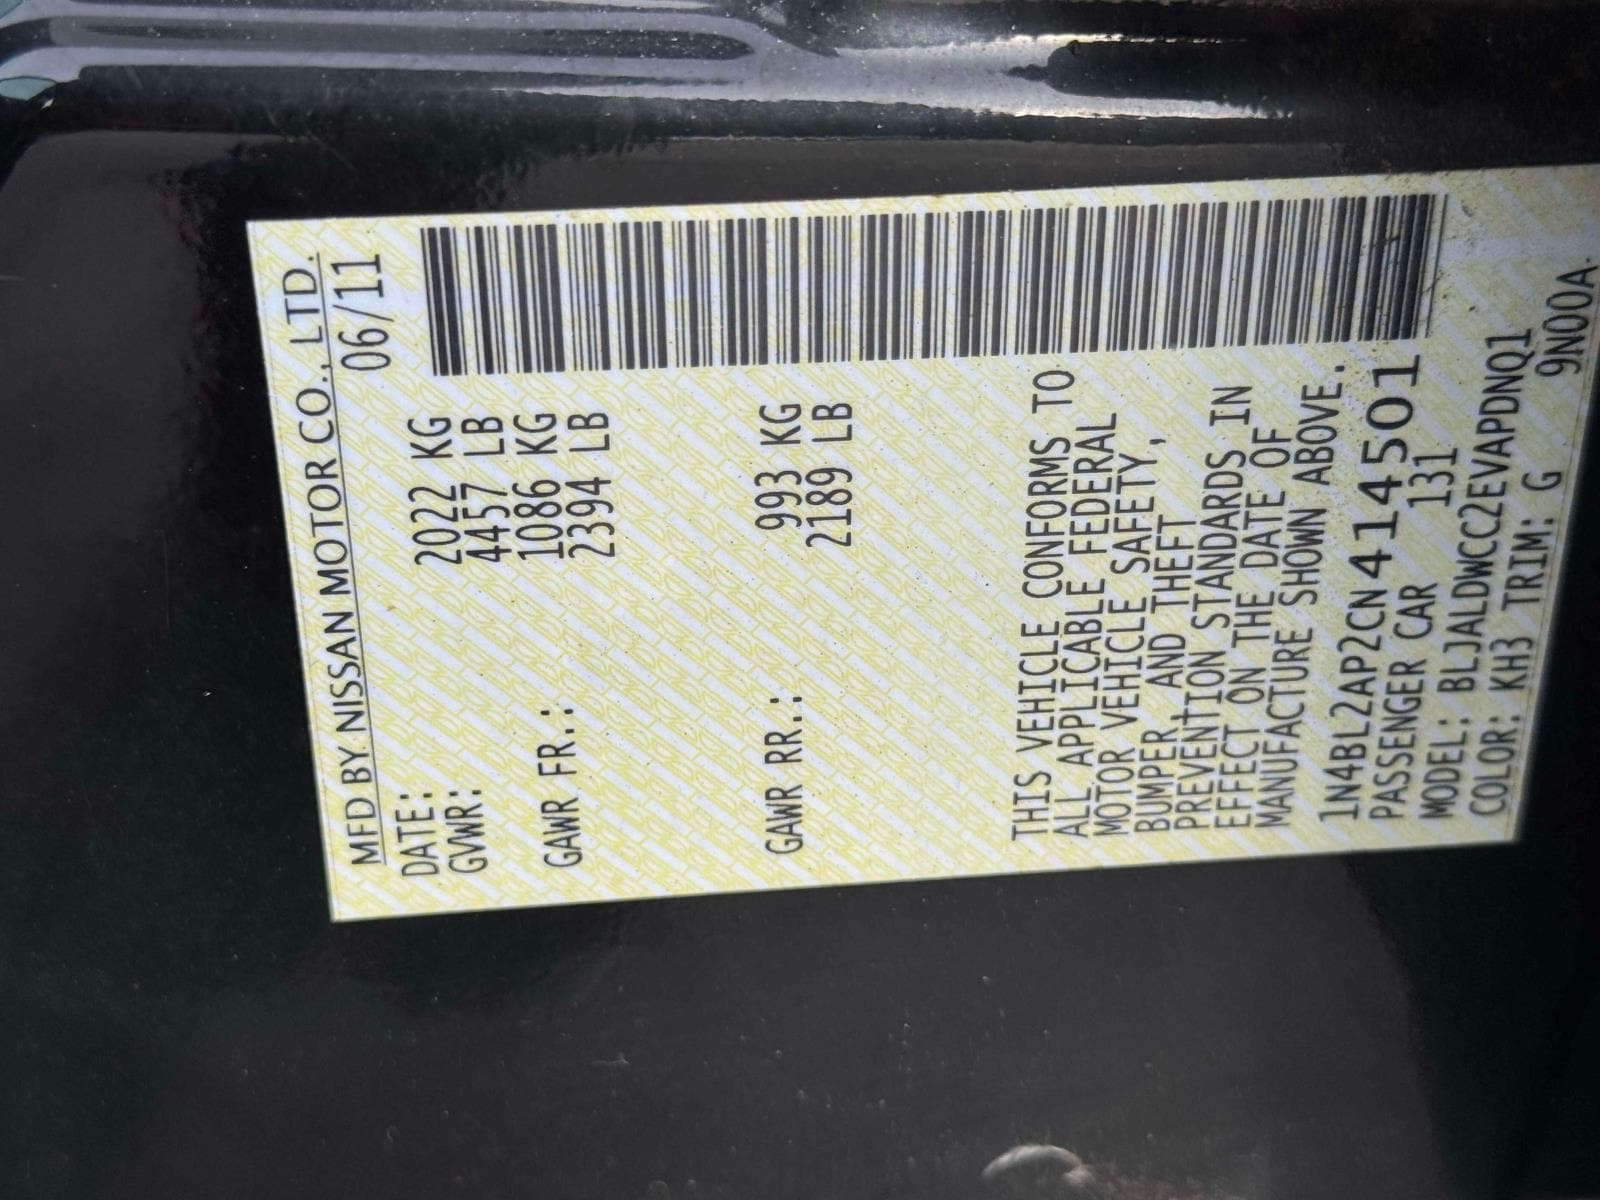 MFD BY NISSAN MOTOR CO., LTD.
DATE: 06/11
GVWR: 2022 KG
4457 LB
GAWR FR.: 1086 KG
2394 LB
GAWR RR.: 993 KG
2189 LB
THIS VEHICLE CONFORMS TO
ALL APPLICABLE FEDERAL
MOTOR VEHICLE SAFETY,
BUMPER AND THEFT
PREVENTION STANDARDS IN
EFFECT ON THE DATE OF
MANUFACTURE SHOWN ABOVE.
1N4BL2AP2CN414501
PASSENGER CAR 131
MODEL: BLJALDWCC2EVAPDNQ1
COLOR: KH3 TRIM: G 9N00A